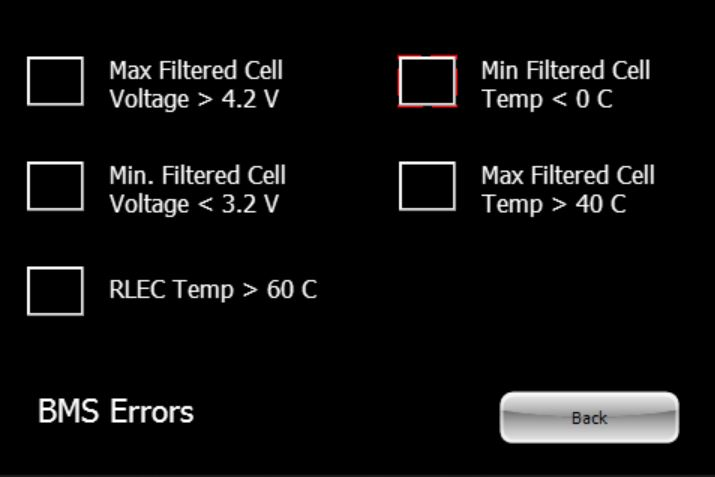 Max Filtered Cell
Voltage > 4.2 V
Min Filtered Cell
Temp < 0 C
Min. Filtered Cell
Voltage < 3.2 V
Max Filtered Cell
Temp > 40 C
RLEC Temp > 60 C
BMS Errors
Back